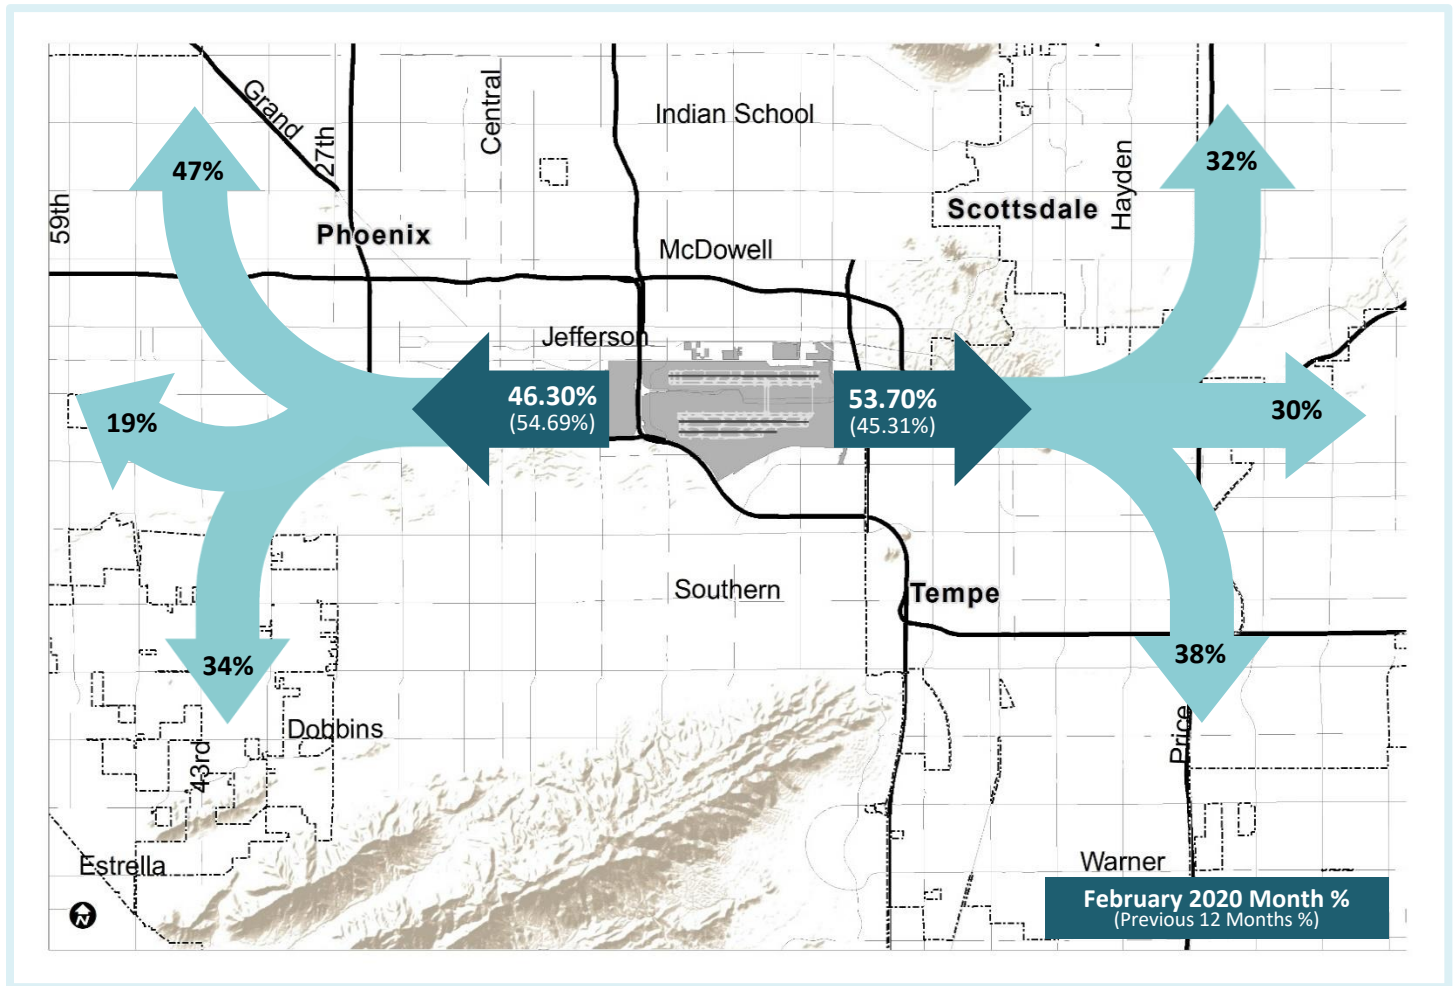 Grand
27th
Central
Indian School
47%
32%
59th
Phoenix
Scottsdale
Hayden
McDowell
Jefferson
46.30%
(54.69%)
53.70%
(45.31%)
19%
30%
Southern
Tempe
34%
38%
Dobbins
43rd
Price
Estrella
Warner
N
February 2020 Month %
(Previous 12 Months %)